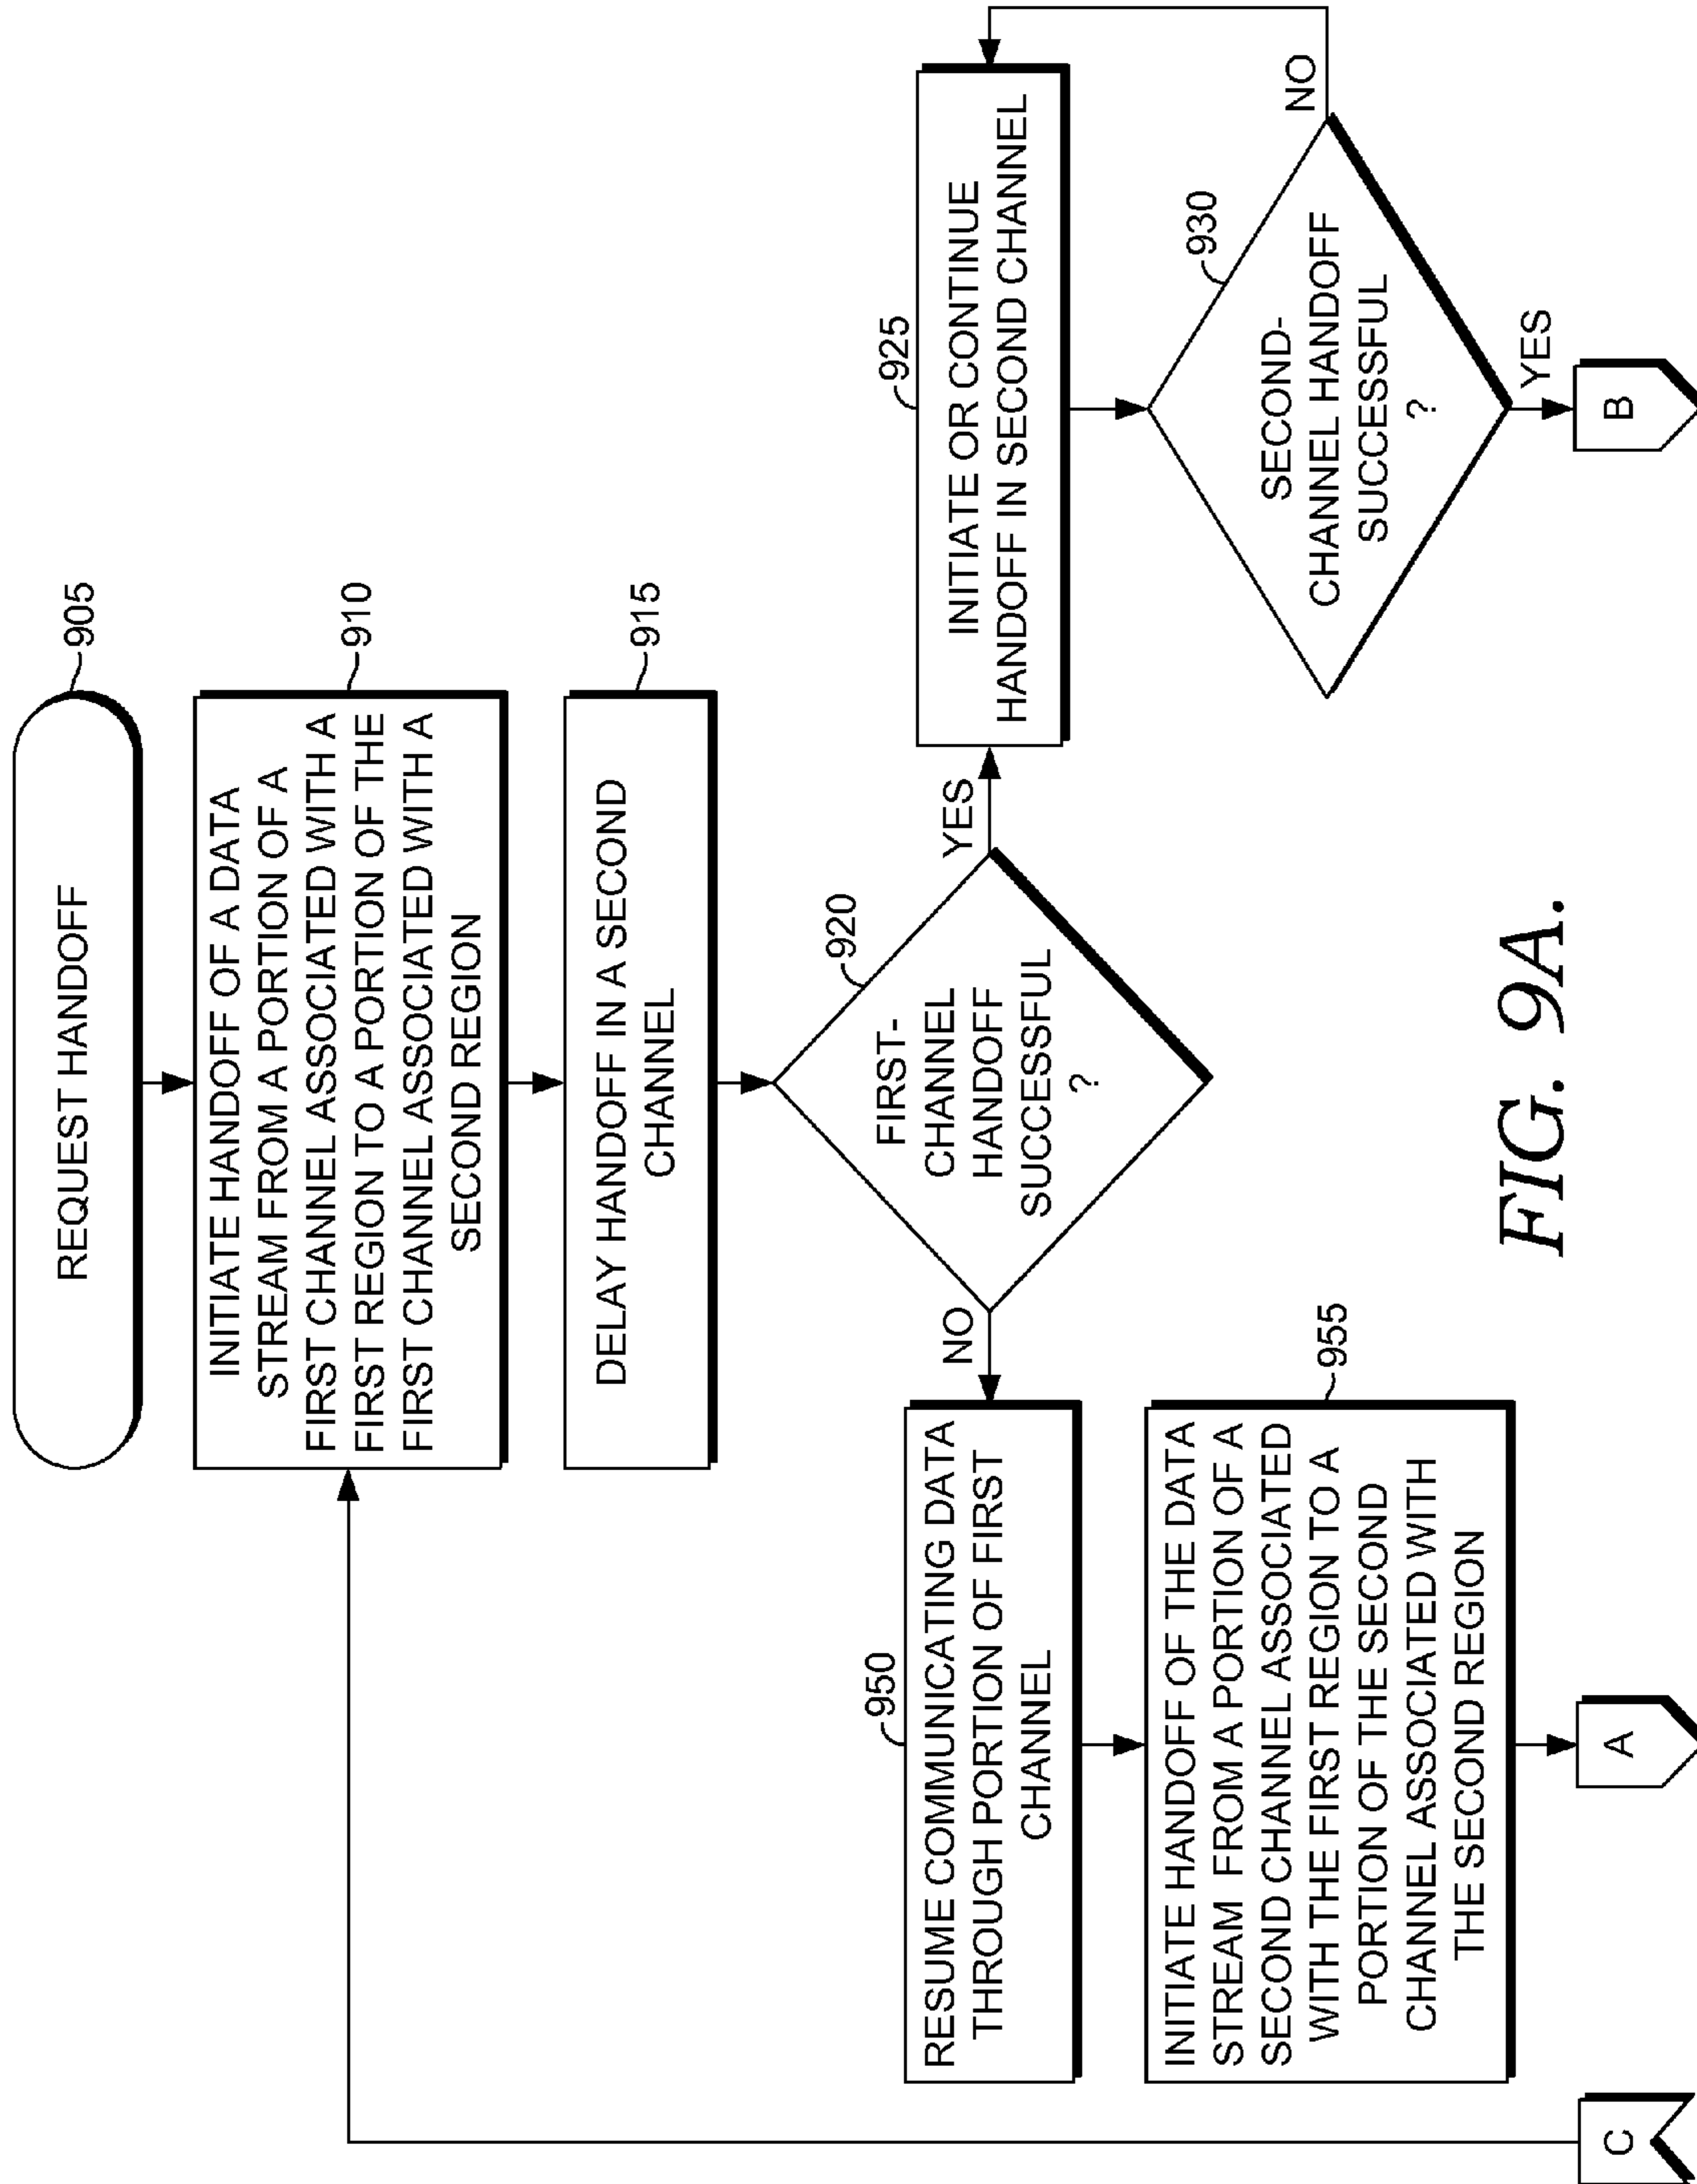 REQUEST HANDOFF
905
INITIATE HANDOFF OF A DATA
STREAM FROM A PORTION OF A
FIRST CHANNEL ASSOCIATED WITH A
FIRST REGION TO A PORTION OF THE
FIRST CHANNEL ASSOCIATED WITH A
SECOND REGION
910
DELAY HANDOFF IN A SECOND
CHANNEL
915
FIRST-
CHANNEL
HANDOFF
SUCCESSFUL
?
920
NO
YES
950
RESUME COMMUNICATING DATA
THROUGH PORTION OF FIRST
CHANNEL
INITIATE HANDOFF OF THE DATA
STREAM FROM A PORTION OF A
SECOND CHANNEL ASSOCIATED
WITH THE FIRST REGION TO A
PORTION OF THE SECOND
CHANNEL ASSOCIATED WITH
THE SECOND REGION
955
A
925
INITIATE OR CONTINUE
HANDOFF IN SECOND CHANNEL
930
SECOND-
CHANNEL HANDOFF
SUCCESSFUL
?
NO
YES
B
C
FIG. 9A.